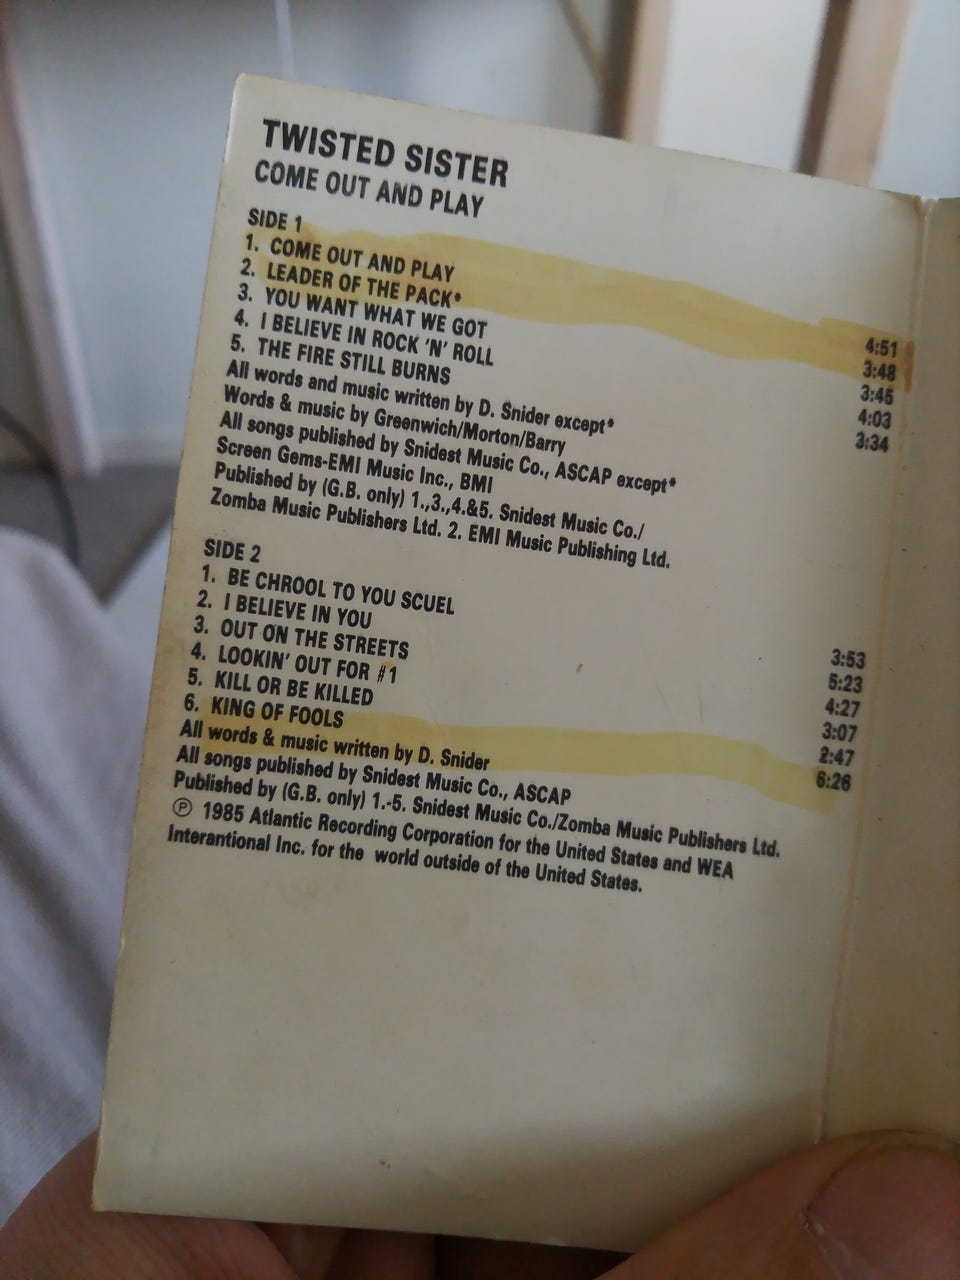 TWISTED SISTER
COME OUT AND PLAY
SIDE 1
1. COME OUT AND PLAY 4:51
2. LEADER OF THE PACK* 3:48
3. YOU WANT WHAT WE GOT 3:45
4. I BELIEVE IN ROCK 'N' ROLL 4:03
5. THE FIRE STILL BURNS 3:34
All words and music written by D. Snider except*
Words & music by Greenwich/Morton/Barry
All songs published by Snidest Music Co., ASCAP except*
Screen Gems-EMI Music Inc., BMI
Published by (G.B. only) 1.,3.,4.&5. Snidest Music Co./
Zomba Music Publishers Ltd. 2. EMI Music Publishing Ltd.
SIDE 2
1. BE CHROOL TO YOU SCUEL 3:53
2. I BELIEVE IN YOU 5:23
3. OUT ON THE STREETS 4:27
4. LOOKIN' OUT FOR #1 3:07
5. KILL OR BE KILLED 2:47
6. KING OF FOOLS 6:26
All words & music written by D. Snider
All songs published by Snidest Music Co., ASCAP
Published by (G.B. only) 1.-5. Snidest Music Co./Zomba Music Publishers Ltd.
Ⓟ 1985 Atlantic Recording Corporation for the United States and WEA
Interantional Inc. for the world outside of the United States.